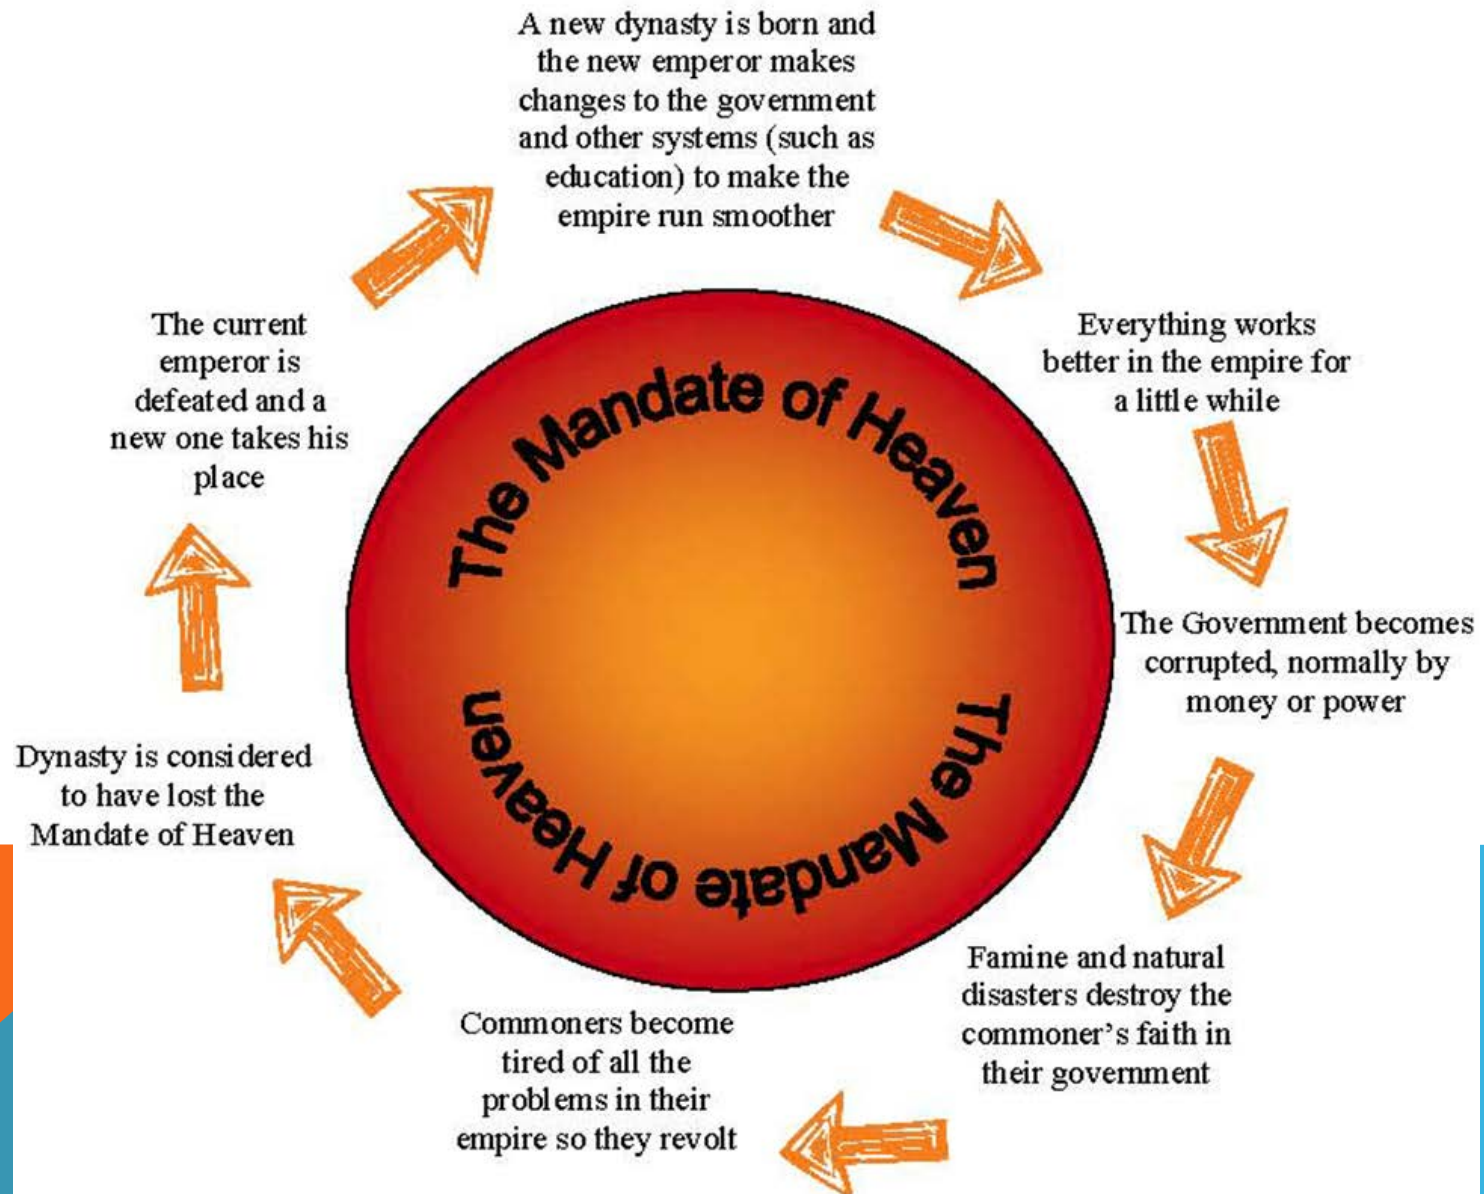 A new dynasty is born and
the new emperor makes
changes to the government
and other systems (such as
education) to make the
empire run smoother
Everything works
better in the empire for
a little while
The Government becomes
corrupted, normally by
money or power
Famine and natural
disasters destroy the
commoner's faith in
their government
Commoners become
tired of all the
problems in their
empire so they revolt
Dynasty is considered
to have lost the
Mandate of Heaven
The current
emperor is
defeated and a
new one takes his
place
The Mandate of Heaven
The Mandate of Heaven